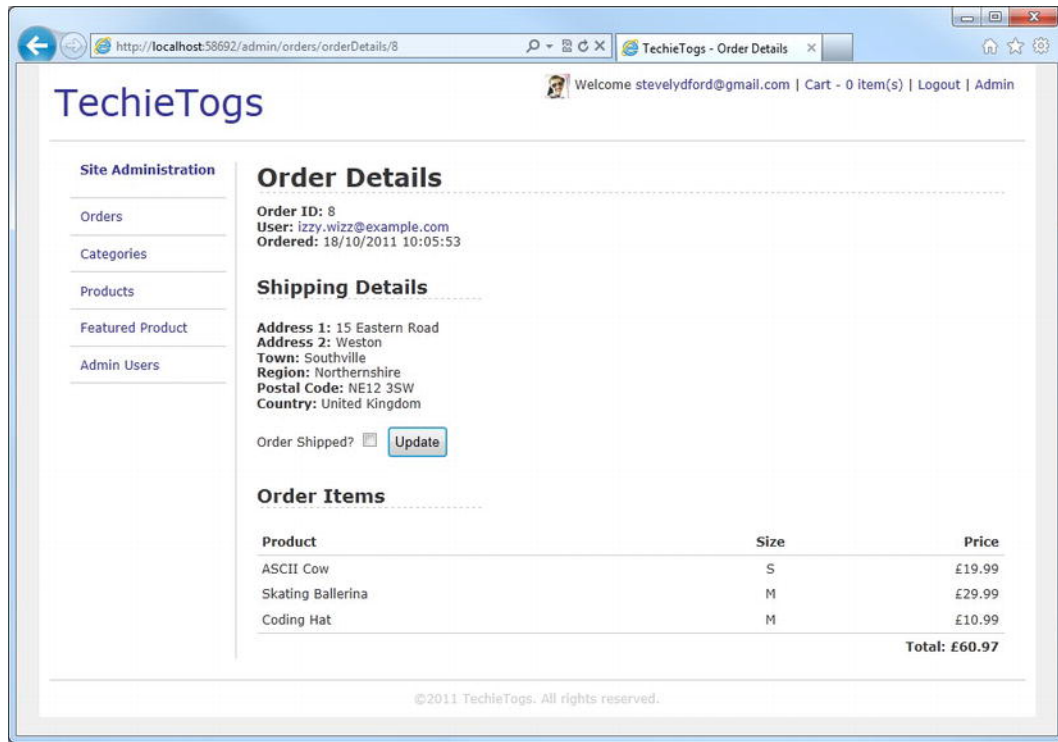 http://localhost:58692/admin/orders/orderDetails/8
TechieTogs - Order Details
TechieTogs
Welcome stevelydford@gmail.com | Cart - 0 item(s) | Logout | Admin
Site Administration
Orders
Categories
Products
Featured Product
Admin Users
Order Details
Order ID: 8
User: izzy.wizz@example.com
Ordered: 18/10/2011 10:05:53
Shipping Details
Address 1: 15 Eastern Road
Address 2: Weston
Town: Southville
Region: Northernshire
Postal Code: NE12 3SW
Country: United Kingdom
Order Shipped? Update
Order Items
Product Size Price
ASCII Cow S £19.99
Skating Ballerina M £29.99
Coding Hat M £10.99
Total: £60.97
©2011 TechieTogs. All rights reserved.